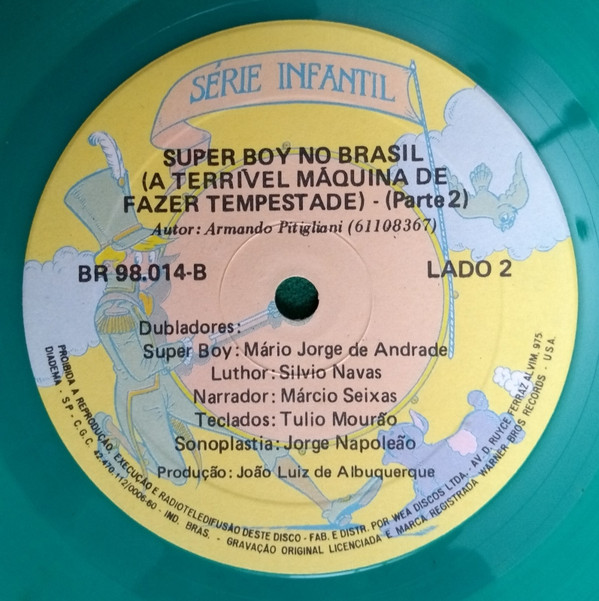 SÉRIE INFANTIL
SUPER BOY NO BRASIL
(A TERRÍVEL MÁQUINA DE
FAZER TEMPESTADE) - (Parte 2)
Autor: Armando Pitigliani (61108367)
BR 98.014-B
LADO 2
Dubladores:
Super Boy: Mário Jorge de Andrade
Luthor: Silvio Navas
Narrador: Márcio Seixas
Teclados: Tulio Mourão
Sonoplastia: Jorge Napoleão
Produção: João Luiz de Albuquerque
PROIBIDA A REPRODUÇÃO, EXECUÇÃO E RADIOTELEDIFUSÃO DESTE DISCO - FAB. E DISTR. POR WEA DISCOS LTDA., AV. D. RUYCE FERRAZ ALVIM, 975
DIADEMA - SP - C.G.C. 42.470.112/0006-60 - IND. BRAS. - GRAVAÇÃO ORIGINAL LICENCIADA E MARCA REGISTRADA WARNER BROS RECORDS - USA.